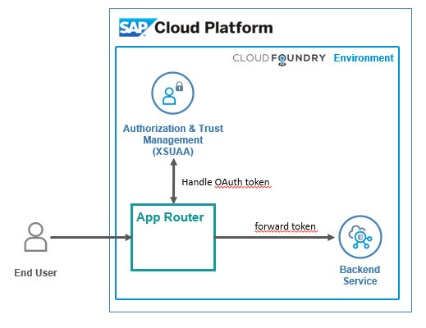 SAP Cloud Platform
CLOUD FOUNDRY Environment
Authorization & Trust
Management
(XSUAA)
Handle OAuth token
App Router
forward token
End User
Backend
Service